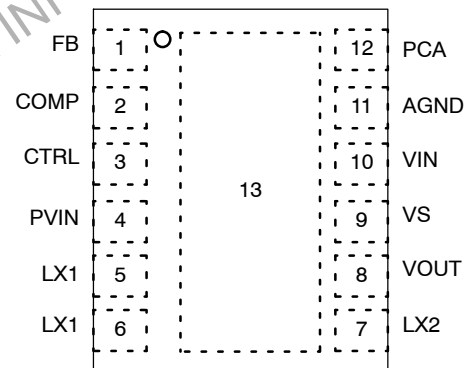 FB 1 12 PCA
COMP 2 11 AGND
CTRL 3 10 VIN
13
PVIN 4 9 VS
LX1 5 8 VOUT
LX1 6 7 LX2